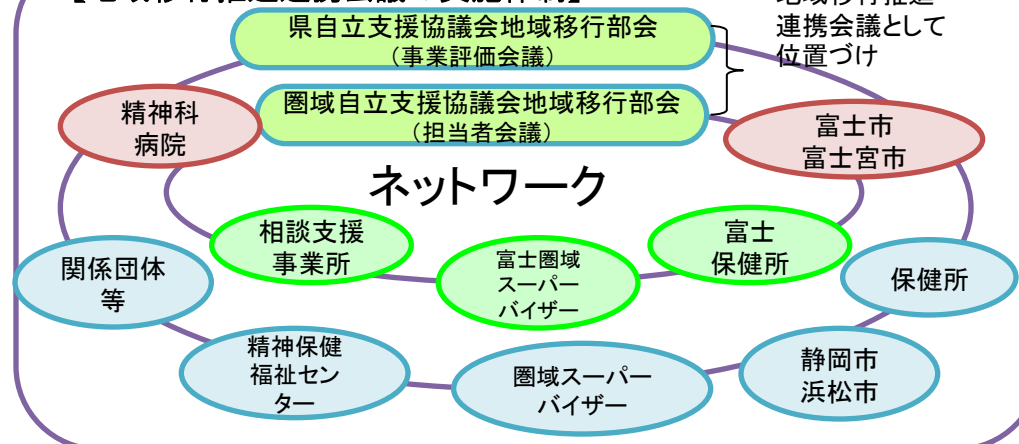 地域移行推進
連携会議として
位置づけ
県自立支援協議会地域移行部会
（事業評価会議）
圏域自立支援協議会地域移行部会
（担当者会議）
精神科
病院
富士市
富士宮市
ネットワーク
相談支援
事業所
富士圏域
スーパー
バイザー
富士
保健所
関係団体
等
保健所
精神保健
福祉セン
ター
圏域スーパー
バイザー
静岡市
浜松市